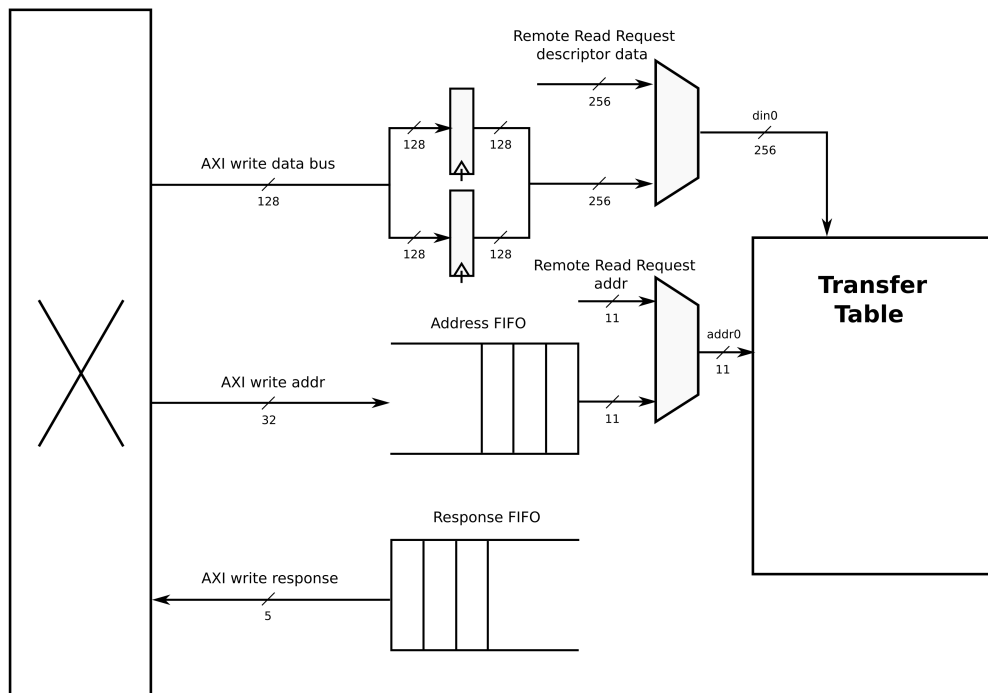 Remote Read Request
descriptor data
256
din0
256
128
128
AXI write data bus
128
256
128
128
Remote Read Request
addr
11
Transfer
Table
Address FIFO
addr0
11
AXI write addr
32
11
Response FIFO
AXI write response
5